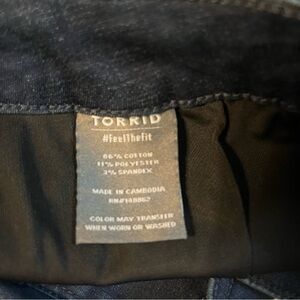 TORRID
#feelthefit
86% COTTON
11% POLYESTER
3% SPANDEX
MADE IN CAMBODIA
RN#148862
COLOR MAY TRANSFER
WHEN WORN OR WASHED